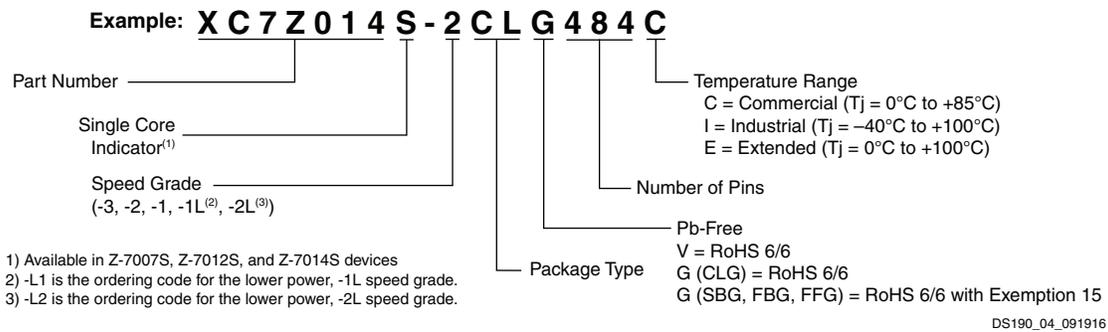 Example: XC7Z014S-2CLG484C
Part Number
Temperature Range
C = Commercial (Tj = 0°C to +85°C)
I = Industrial (Tj = –40°C to +100°C)
E = Extended (Tj = 0°C to +100°C)
Single Core
Indicator(1)
Speed Grade
(-3, -2, -1, -1L(2), -2L(3))
Number of Pins
Pb-Free
V = RoHS 6/6
G (CLG) = RoHS 6/6
G (SBG, FBG, FFG) = RoHS 6/6 with Exemption 15
Package Type
1) Available in Z-7007S, Z-7012S, and Z-7014S devices
2) -L1 is the ordering code for the lower power, -1L speed grade.
3) -L2 is the ordering code for the lower power, -2L speed grade.
DS190_04_091916